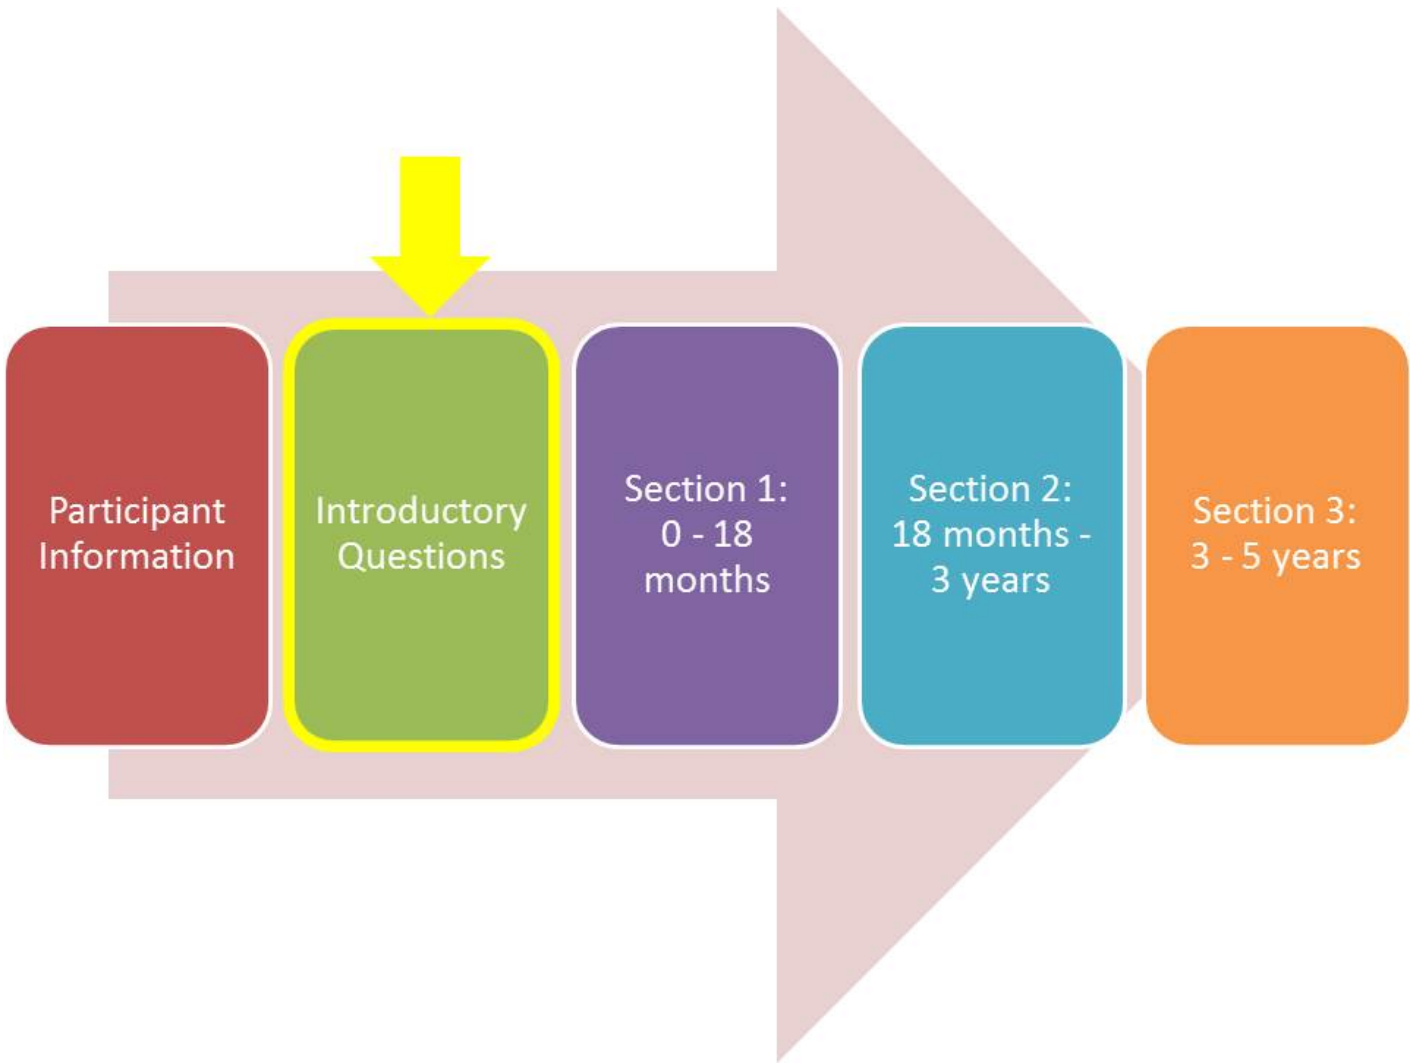 Participant
Information
Introductory
Questions
Section 1:
0 - 18
months
Section 2:
18 months -
3 years
Section 3:
3 - 5 years